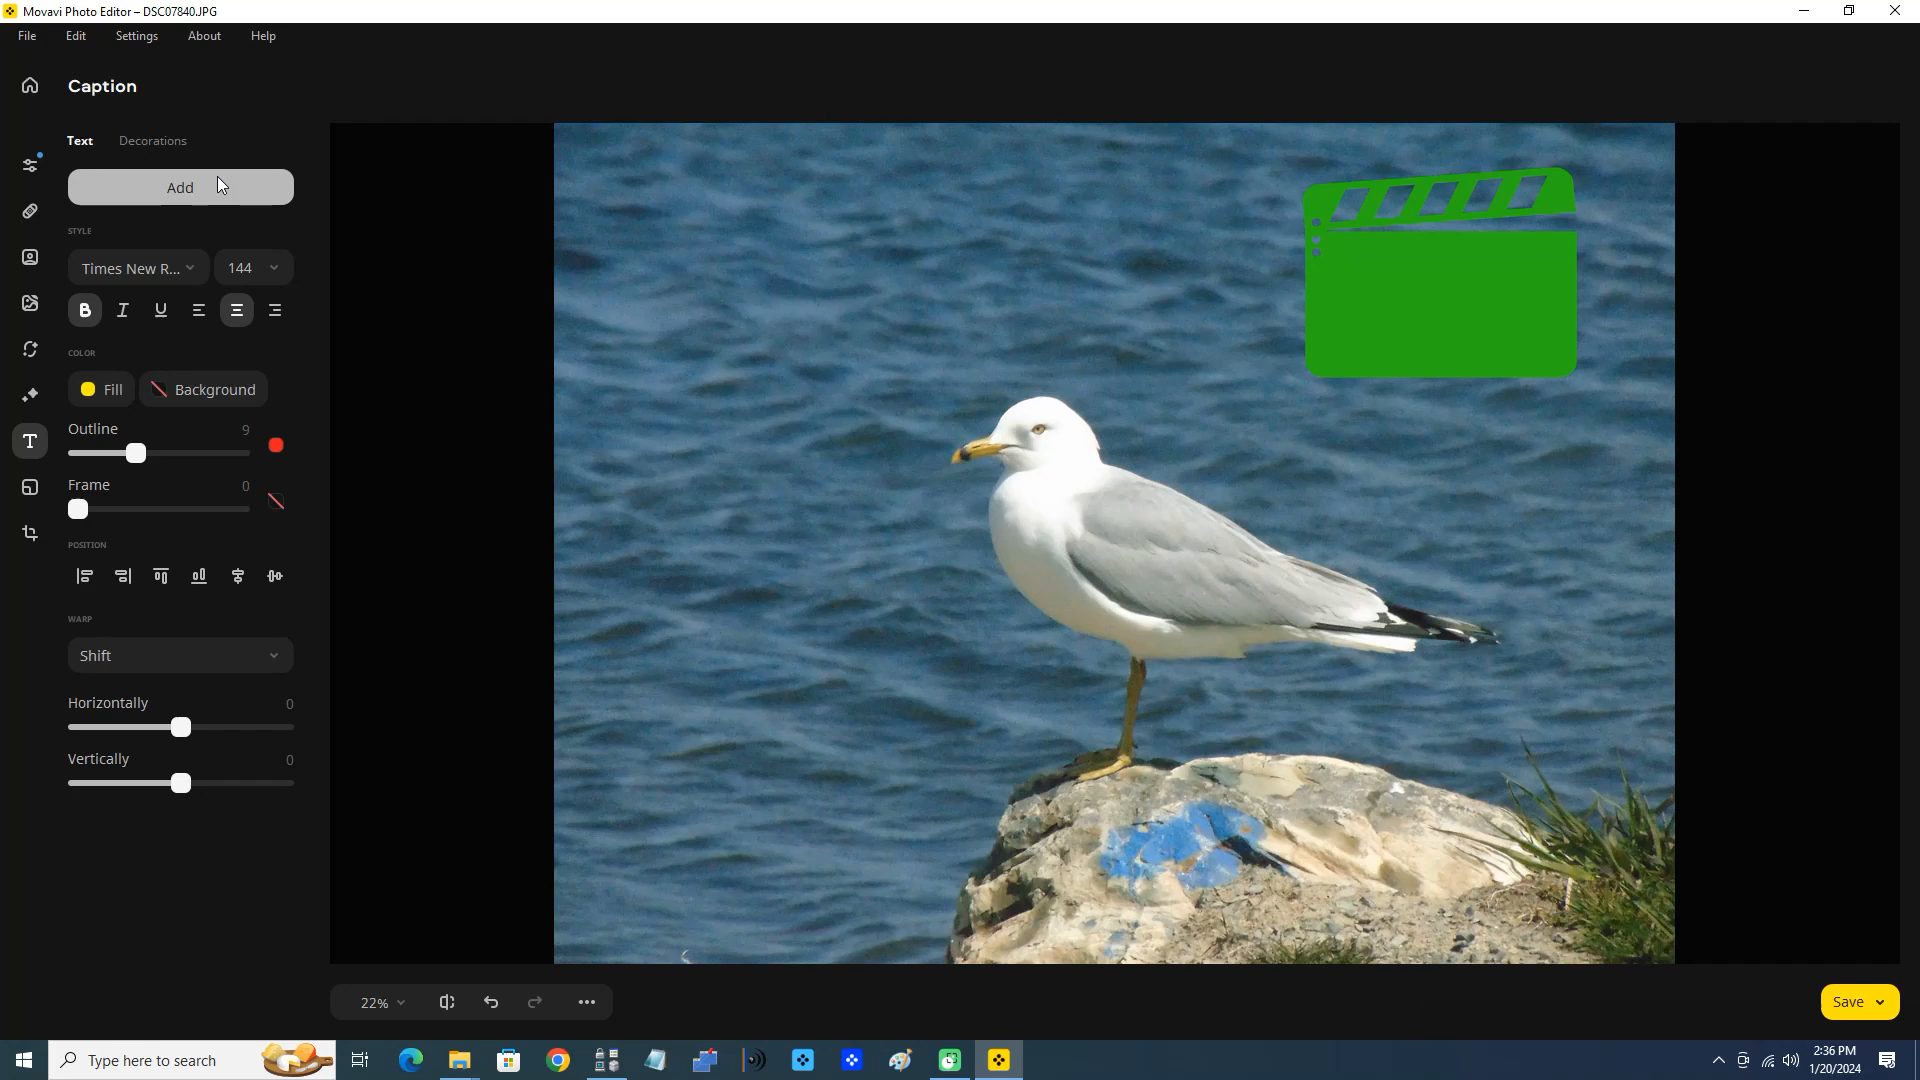 Movavi Photo Editor – DSC07840.JPG
File Edit Settings About Help
Caption
Text Decorations
Add
STYLE
Times New R... 144
COLOR
Fill Background
Outline 9
Frame 0
POSITION
WARP
Shift
Horizontally 0
Vertically 0
22%
Save
Type here to search
2:36 PM
1/20/2024